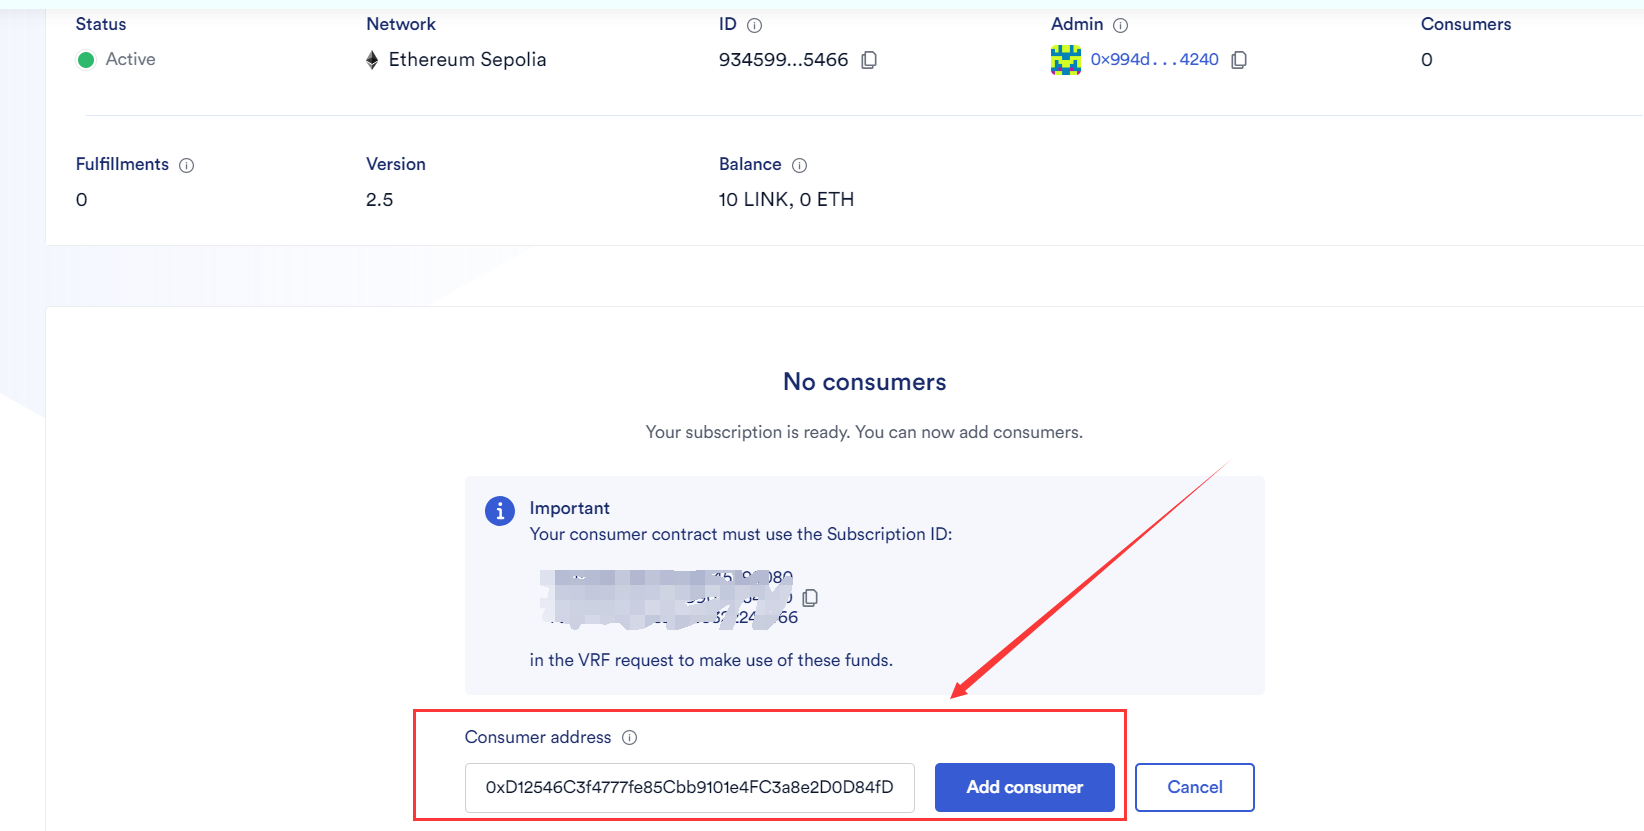 Status Network ID Admin Consumers
Active Ethereum Sepolia 934599...5466 0x994d...4240 0
Fulfillments Version Balance
0 2.5 10 LINK, 0 ETH
No consumers
Your subscription is ready. You can now add consumers.
Important
Your consumer contract must use the Subscription ID:
in the VRF request to make use of these funds.
Consumer address
0xD12546C3f4777fe85Cbb9101e4FC3a8e2D0D84fD Add consumer Cancel